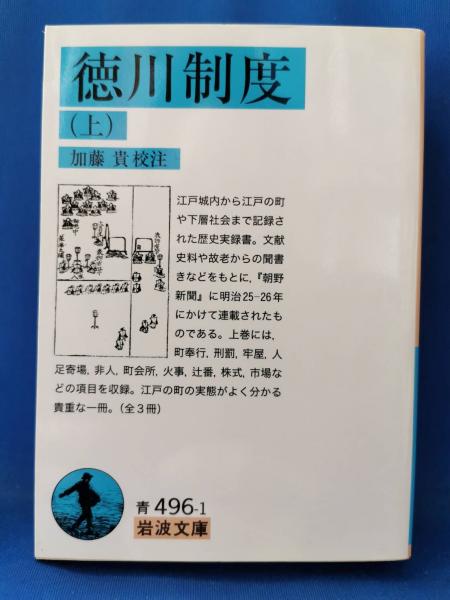 徳川制度
(上)
加藤 貴 校注
江戸城内から江戸の町
や下層社会まで記録さ
れた歴史実録書。文献
史料や故老からの聞書
きなどをもとに,『朝野
新聞』に明治25-26年
にかけて連載されたも
のである。上巻には,
町奉行, 刑罰, 牢屋, 人
足寄場, 非人, 町会所, 火事, 辻番, 株式, 市場な
どの項目を収録。江戸の町の実態がよく分かる
貴重な一冊。(全3冊)
青 496-1
岩波文庫